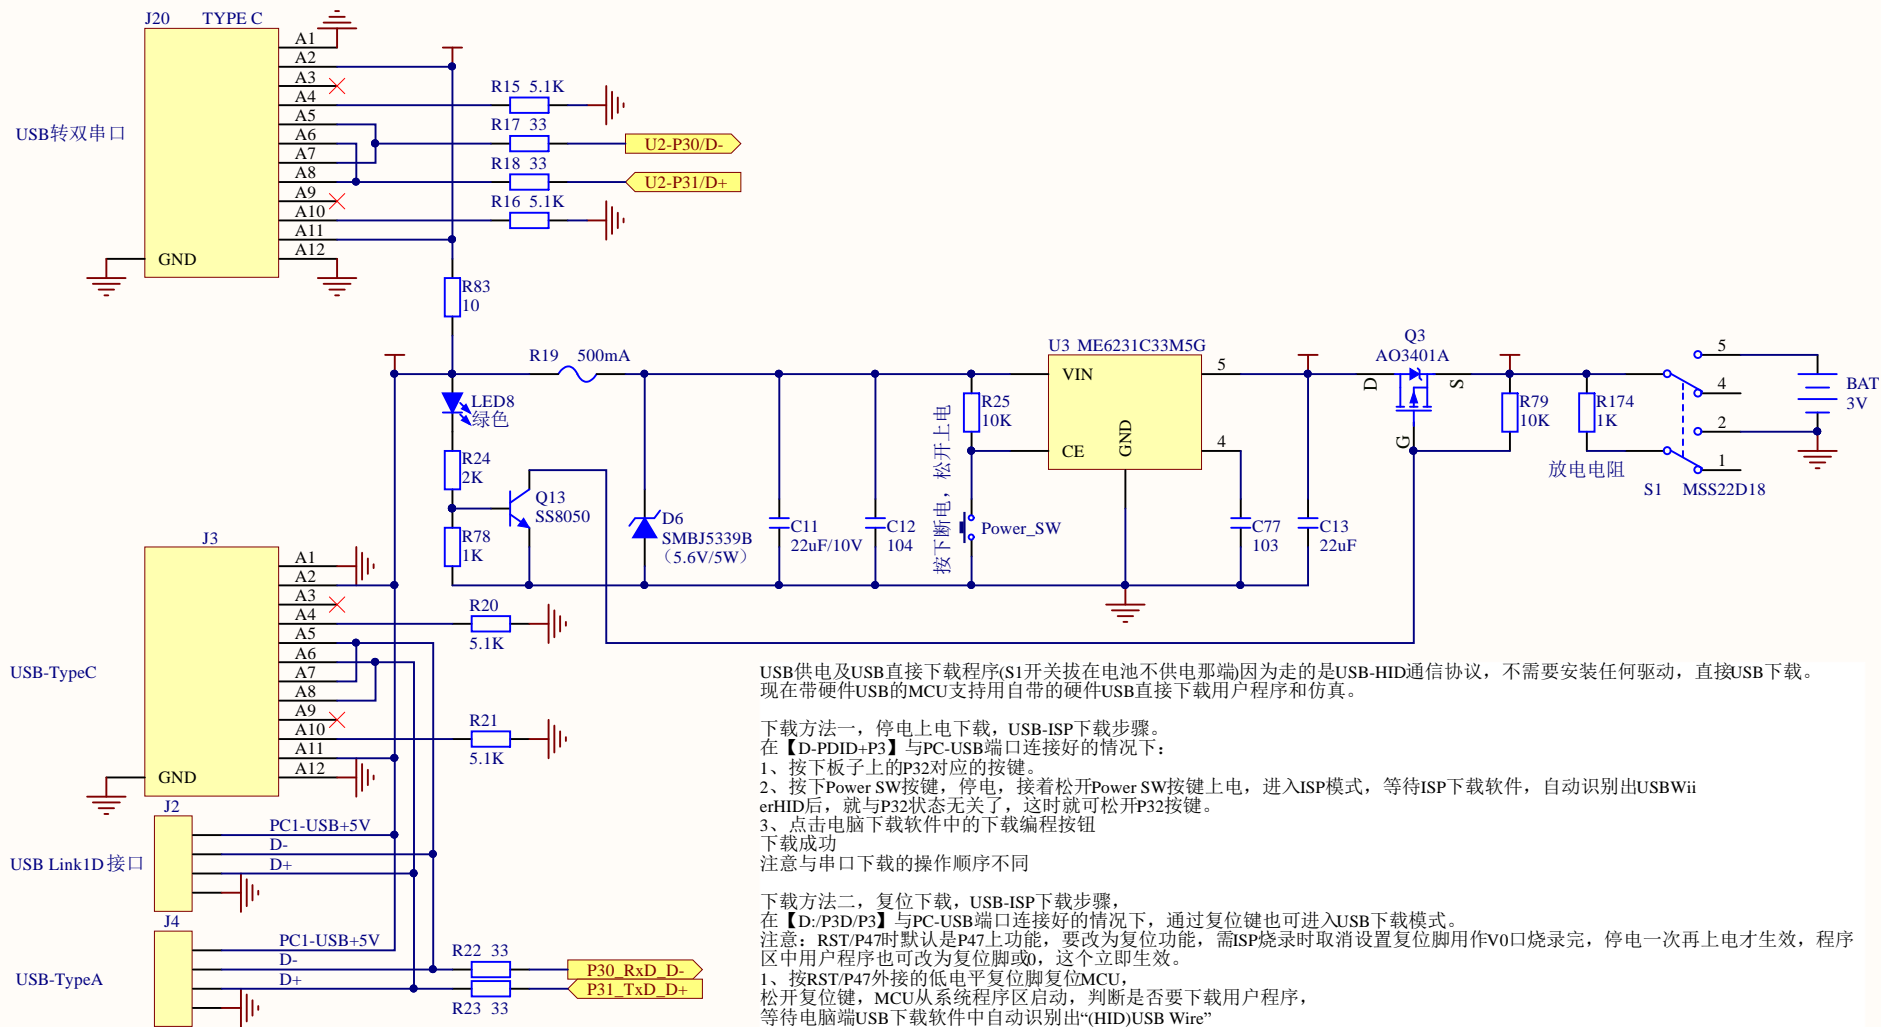 J20 TYPE C
A1
A2
A3
A4
A5
A6
A7
A8
A9
A10
A11
A12
GND
USB转双串口
R15 5.1K
R17 33
U2-P30/D-
R18 33
U2-P31/D+
R16 5.1K
R83
10
R19 500mA
LED8
绿色
R24
2K
Q13
SS8050
R78
1K
D6
SMBJ5339B
（5.6V/5W）
C11
22uF/10V
C12
104
R25
10K
按下断电，松开上电
Power_SW
U3 ME6231C33M5G
VIN
CE
GND
5
4
C77
103
C13
22uF
Q3
AO3401A
D
S
G
R79
10K
R174
1K
放电电阻
5
4
2
1
S1 MSS22D18
BAT
3V
J3
A1
A2
A3
A4
A5
A6
A7
A8
A9
A10
A11
A12
GND
USB-TypeC
R20
5.1K
R21
5.1K
J2
PC1-USB+5V
D-
D+
USB Link1D接口
J4
PC1-USB+5V
D-
D+
USB-TypeA
R22 33
P30_RxD_D-
P31_TxD_D+
R23 33
USB供电及USB直接下载程序(S1开关拔在电池不供电那端)因为走的是USB-HID通信协议，不需要安装任何驱动，直接USB下载。
现在带硬件USB的MCU支持用自带的硬件USB直接下载用户程序和仿真。
下载方法一，停电上电下载，USB-ISP下载步骤。
在【D-PDID+P3】与PC-USB端口连接好的情况下：
1、按下板子上的P32对应的按键。
2、按下Power SW按键，停电，接着松开Power SW按键上电，进入ISP模式，等待ISP下载软件，自动识别出USBWii
erHID后，就与P32状态无关了，这时就可松开P32按键。
3、点击电脑下载软件中的下载编程按钮
下载成功
注意与串口下载的操作顺序不同
下载方法二，复位下载，USB-ISP下载步骤，
在【D:/P3D/P3】与PC-USB端口连接好的情况下，通过复位键也可进入USB下载模式。
注意：RST/P47时默认是P47上功能，要改为复位功能，需ISP烧录时取消设置复位脚用作V0口烧录完，停电一次再上电才生效，程序
区中用户程序也可改为复位脚或0，这个立即生效。
1、按RST/P47外接的低电平复位脚复位MCU，
松开复位键，MCU从系统程序区启动，判断是否要下载用户程序，
等待电脑端USB下载软件中自动识别出“(HID)USB Wire”